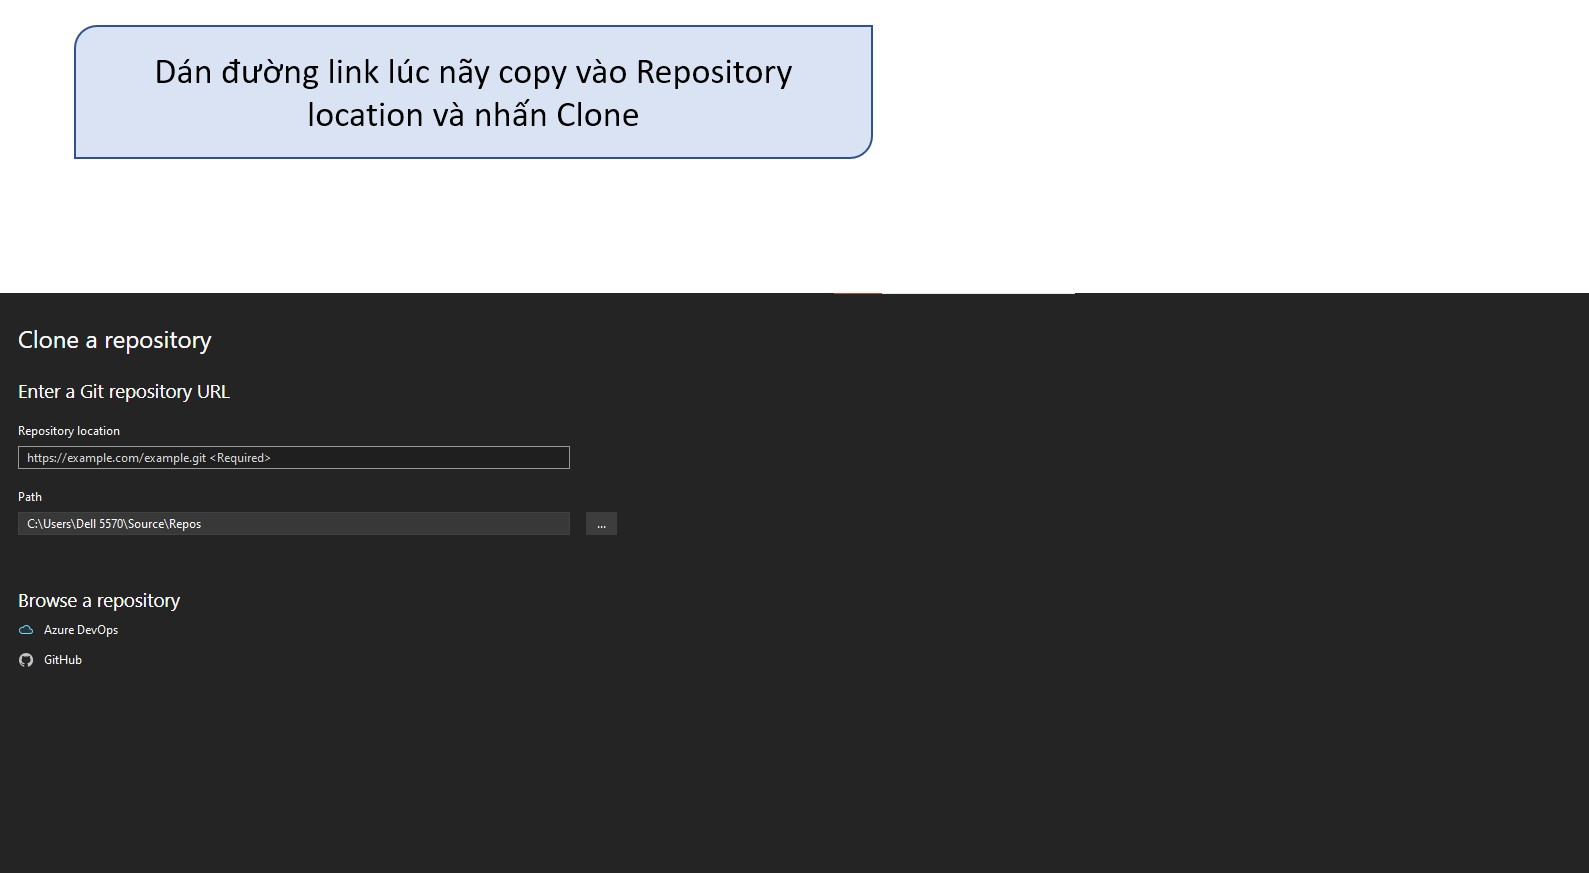 Dán đường link lúc nãy copy vào Repository
location và nhấn Clone
Clone a repository
Enter a Git repository URL
Repository location
https://example.com/example.git <Required>
Path
C:\Users\Dell 5570\Source\Repos
...
Browse a repository
Azure DevOps
GitHub